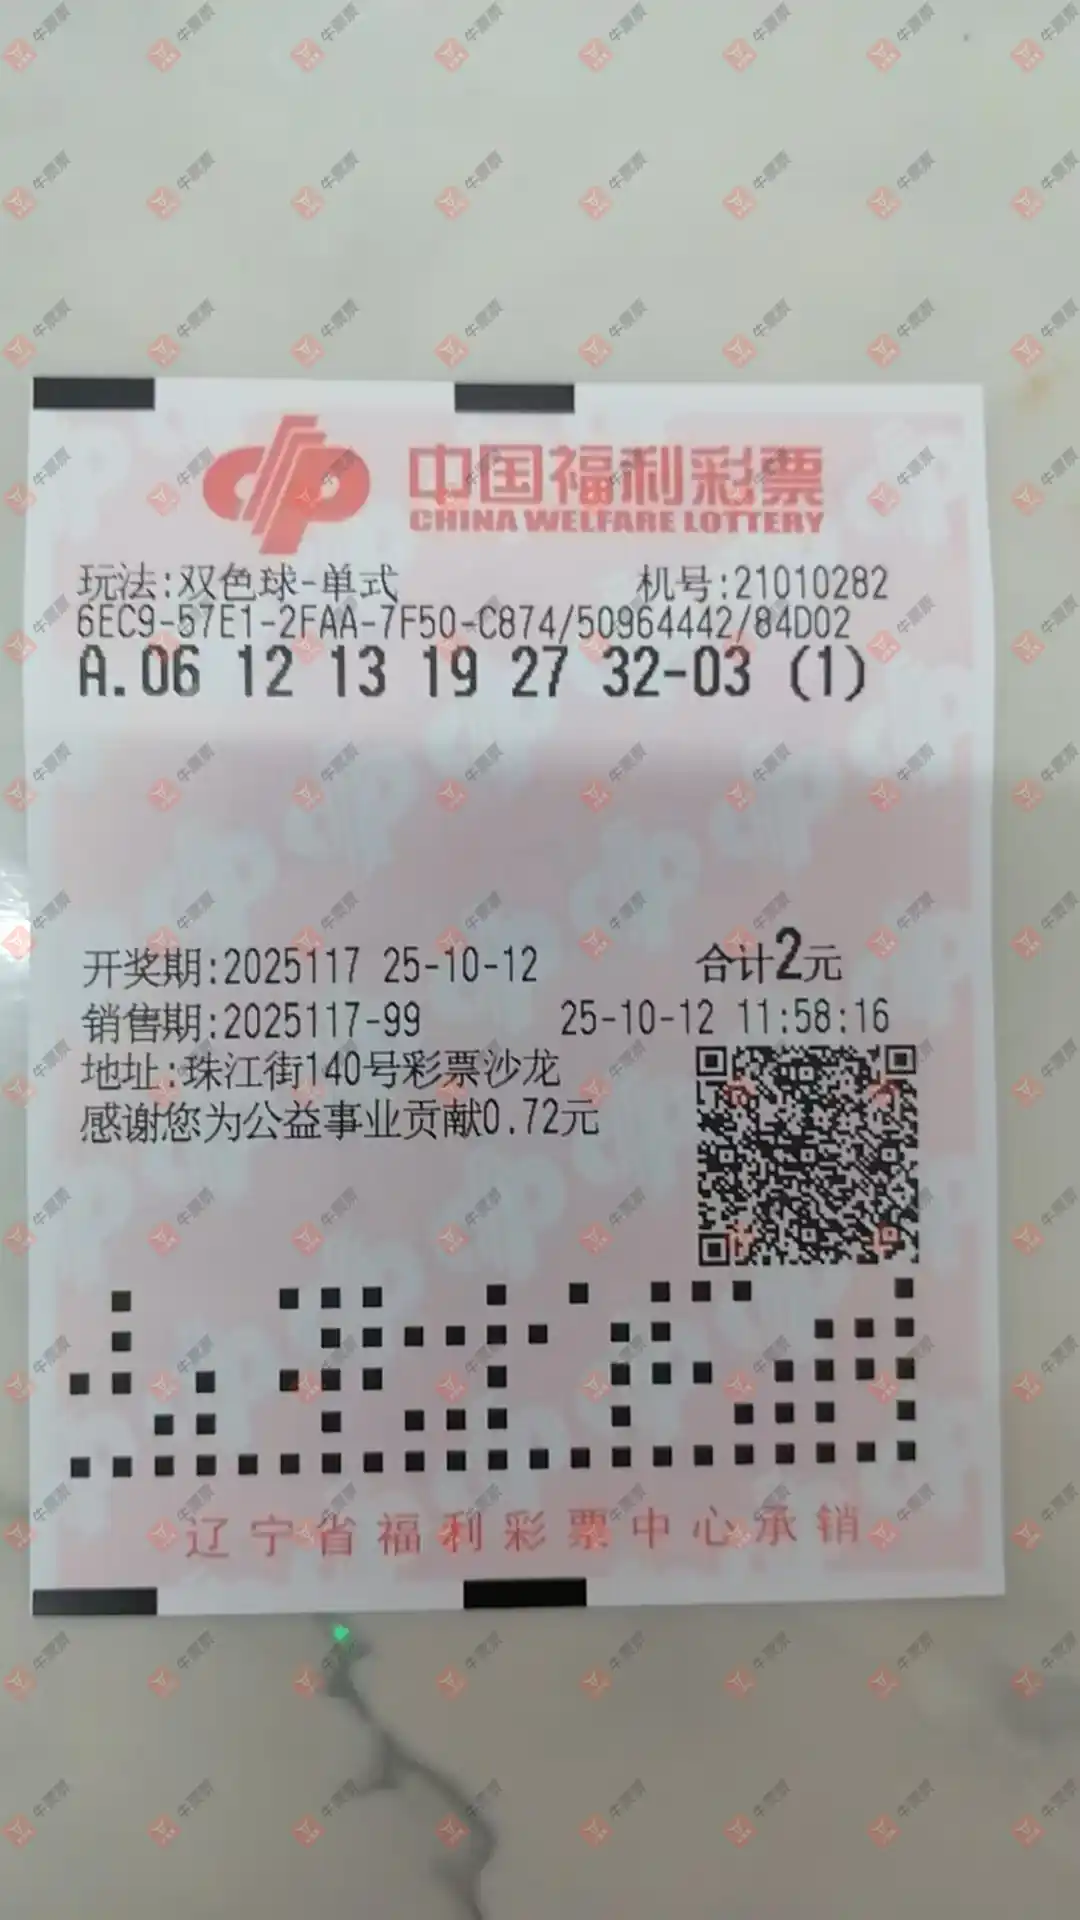 中国福利彩票
CHINA WELFARE LOTTERY
玩法:双色球-单式 机号:21010282
6EC9-57E1-2FAA-7F50-C874/50964442/84D02
A.06 12 13 19 27 32-03 (1)
开奖期:2025117 25-10-12 合计2元
销售期:2025117-99 25-10-12 11:58:16
地址:珠江街140号彩票沙龙
感谢您为公益事业贡献0.72元
辽宁省福利彩票中心承销